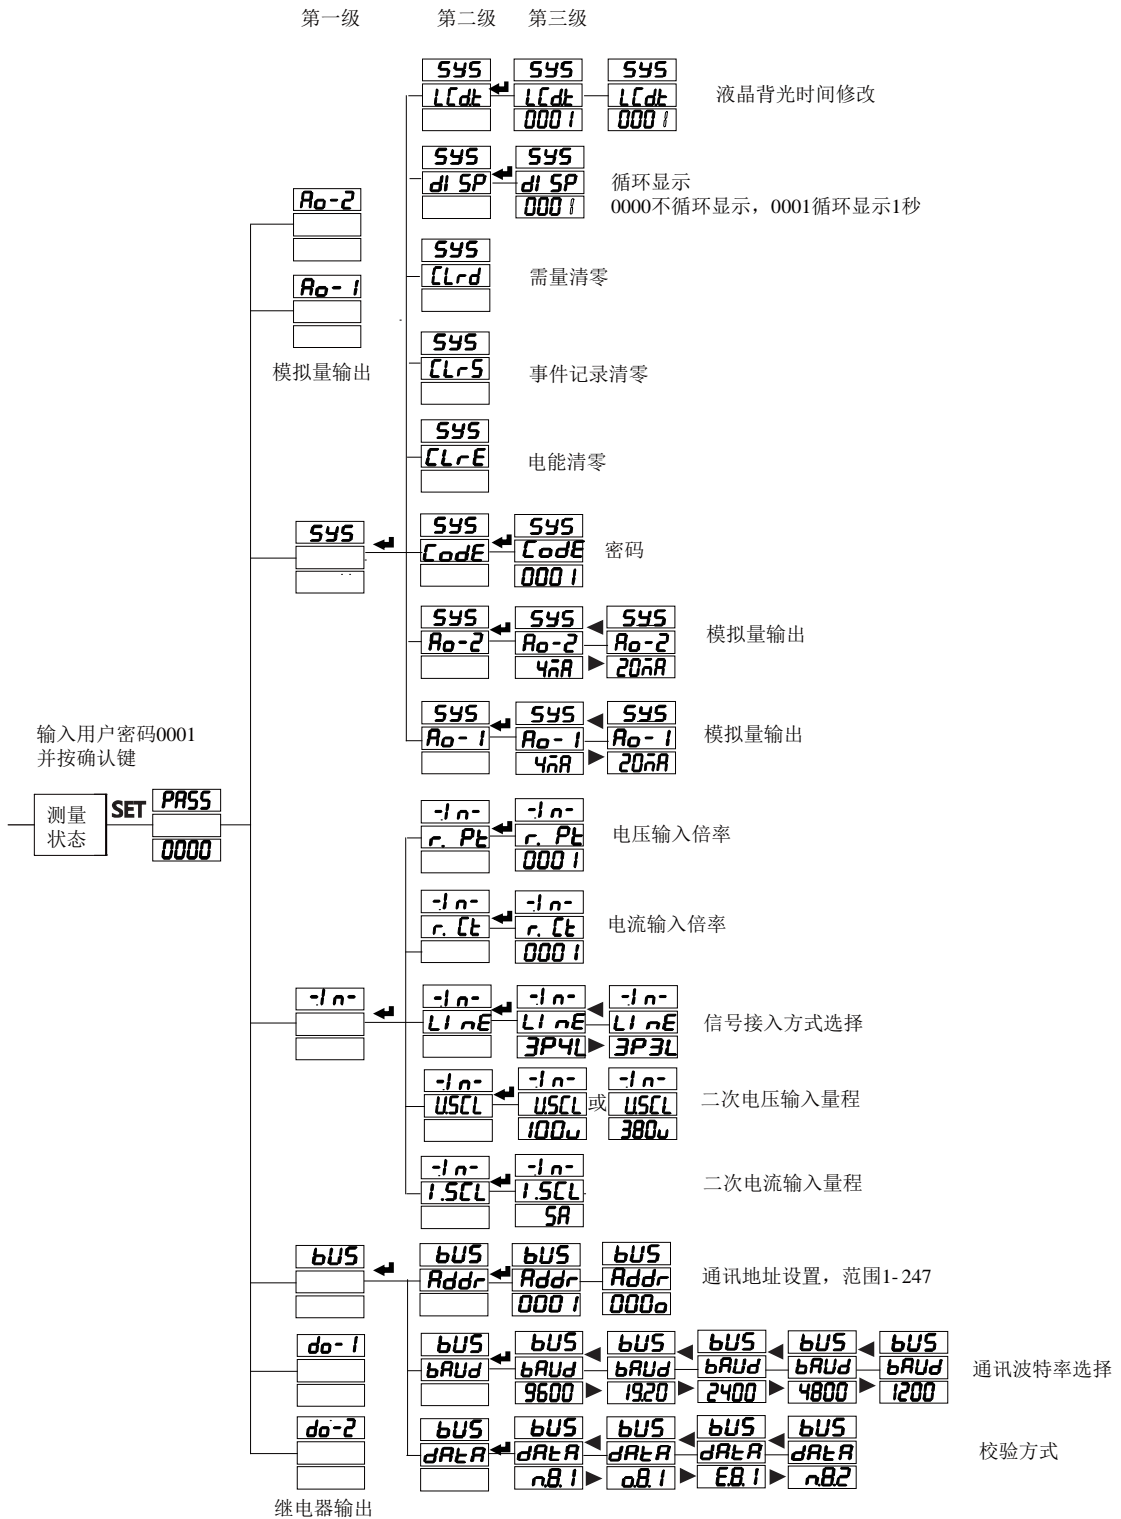 第一级 第二级 第三级
SYS SYS SYS
LCd.t LCd.t LCd.t 液晶背光时间修改
0001 0001
SYS SYS
dISP dISP 循环显示
0001 0000不循环显示，0001循环显示1秒
Ao-2
SYS
CLrd 需量清零
Ao-1
SYS
CLrS 事件记录清零
模拟量输出
SYS
CLrE 电能清零
SYS SYS SYS
CodE CodE 密码
0001
SYS SYS SYS
Ao-2 Ao-2 Ao-2 模拟量输出
4mA 20mA
SYS SYS SYS
Ao-1 Ao-1 Ao-1 模拟量输出
4mA 20mA
输入用户密码0001
并按确认键
测量
状态
SET PASS
0000
-In- -In-
r. Pt r. Pt 电压输入倍率
0001
-In- -In-
r. Ct r. Ct 电流输入倍率
0001
-In- -In- -In- -In-
LInE LInE LInE 信号接入方式选择
3P4L 3P3L
-In- -In- -In-
U.SCL U.SCL 或 U.SCL 二次电压输入量程
100v 380v
-In- -In-
I.SCL I.SCL 二次电流输入量程
5A
bUS bUS bUS bUS
Addr Addr Addr 通讯地址设置，范围1-247
0001 000o
do-1 bUS bUS bUS bUS bUS bUS
bAUd bAUd bAUd bAUd bAUd bAUd 通讯波特率选择
9600 19.20 2400 4800 1200
do-2 bUS bUS bUS bUS bUS
dAtA dAtA dAtA dAtA dAtA 校验方式
n.8.1 o.8.1 E.8.1 n.8.2
继电器输出